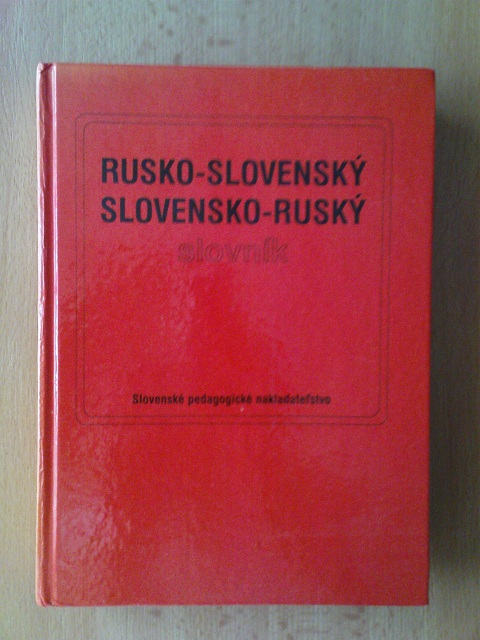 RUSKO-SLOVENSKÝ
SLOVENSKO-RUSKÝ
slovník
Slovenské pedagogické nakladateľstvo